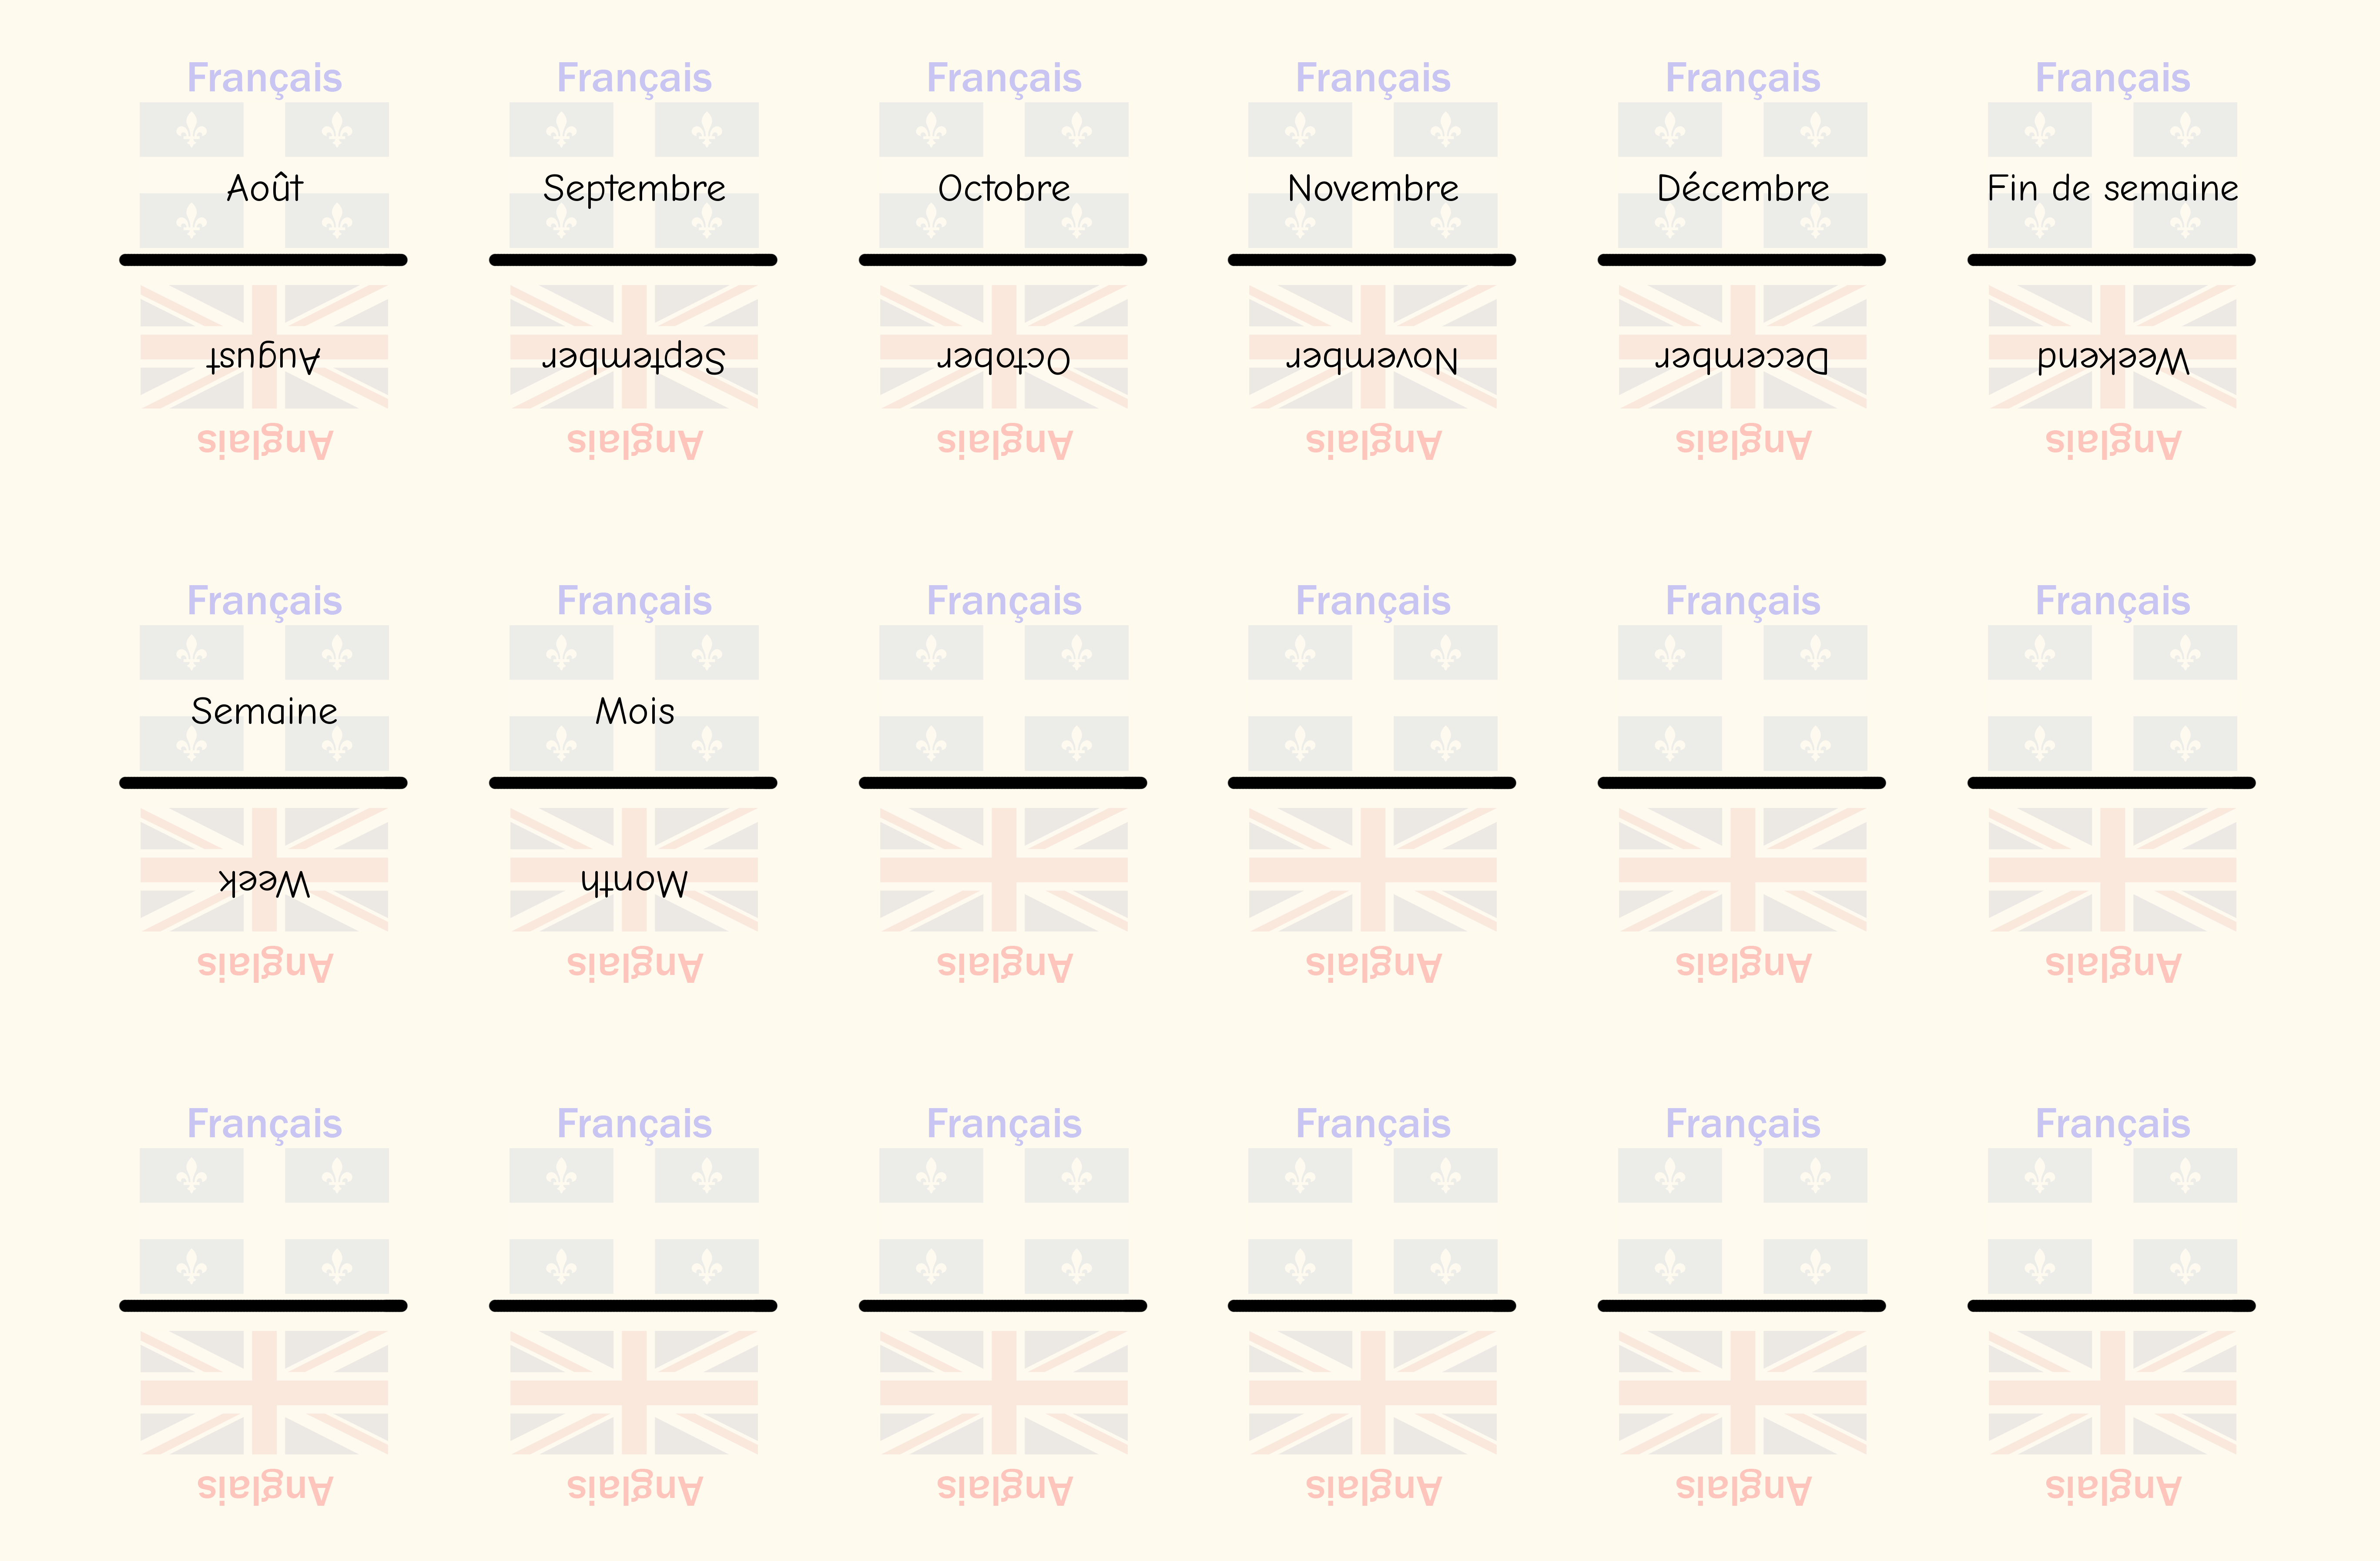 Français Français Français Français Français Français
Août Septembre Octobre Novembre Décembre Fin de semaine
August September October November December Weekend
Anglais Anglais Anglais Anglais Anglais Anglais
Français Français Français Français Français Français
Semaine Mois
Week Month
Anglais Anglais Anglais Anglais Anglais Anglais
Français Français Français Français Français Français
Anglais Anglais Anglais Anglais Anglais Anglais